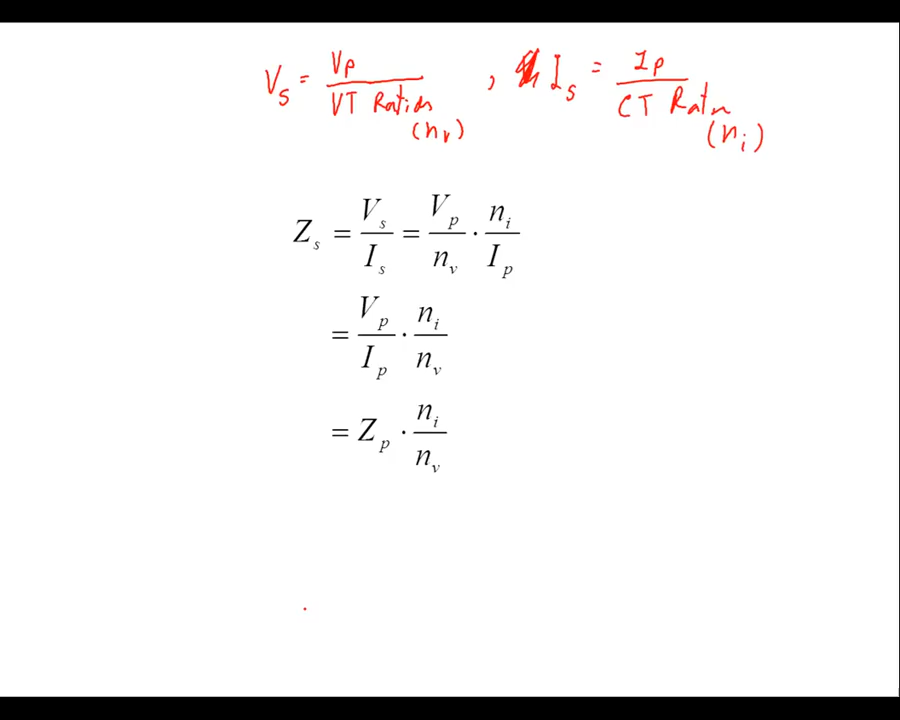 Vs = Vp / VT Ratios (nv) , Is = Ip / CT Ratio (ni)
Zs = Vs / Is = Vp / nv · ni / Ip
= Vp / Ip · ni / nv
= Zp · ni / nv